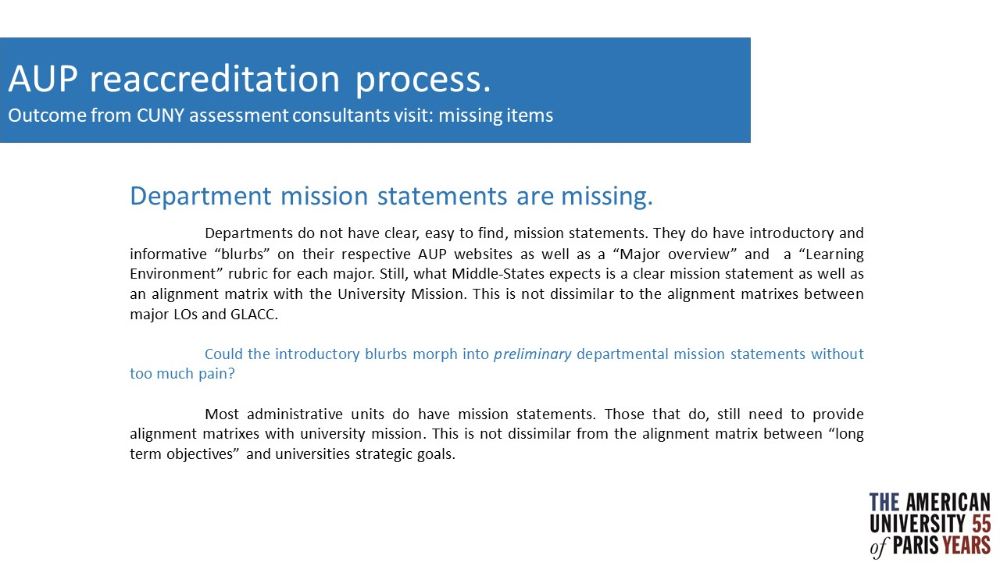 AUP reaccreditation process.
Outcome from CUNY assessment consultants visit: missing items
Department mission statements are missing.
Departments do not have clear, easy to find, mission statements. They do have introductory and
informative “blurbs” on their respective AUP websites as well as a “Major overview” and  a “Learning
Environment” rubric for each major. Still, what Middle-States expects is a clear mission statement as well as
an alignment matrix with the University Mission. This is not dissimilar to the alignment matrixes between
major LOs and GLACC.
Could the introductory blurbs morph into preliminary departmental mission statements without
too much pain?
Most administrative units do have mission statements. Those that do, still need to provide
alignment matrixes with university mission. This is not dissimilar from the alignment matrix between “long
term objectives” and universities strategic goals.
THE AMERICAN
UNIVERSITY 55
of PARIS YEARS